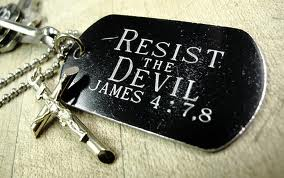 RESIST
THE
DEVIL
JAMES 4:7,8